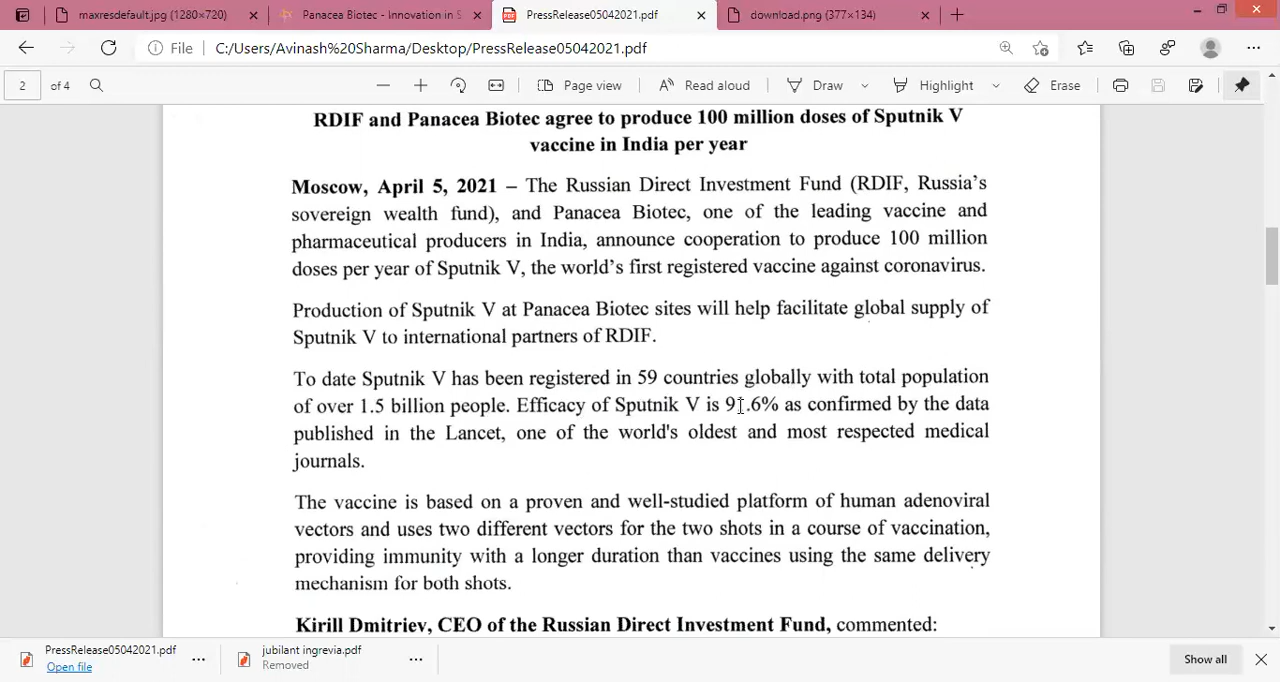 maxresdefault.jpg (1280×720)
Panacea Biotec - Innovation in S
PressRelease05042021.pdf
download.png (377×134)
File
C:/Users/Avinash%20Sharma/Desktop/PressRelease05042021.pdf
2 of 4
Page view
Read aloud
Draw
Highlight
Erase
RDIF and Panacea Biotec agree to produce 100 million doses of Sputnik V
vaccine in India per year
Moscow, April 5, 2021 – The Russian Direct Investment Fund (RDIF, Russia's
sovereign wealth fund), and Panacea Biotec, one of the leading vaccine and
pharmaceutical producers in India, announce cooperation to produce 100 million
doses per year of Sputnik V, the world's first registered vaccine against coronavirus.
Production of Sputnik V at Panacea Biotec sites will help facilitate global supply of
Sputnik V to international partners of RDIF.
To date Sputnik V has been registered in 59 countries globally with total population
of over 1.5 billion people. Efficacy of Sputnik V is 91.6% as confirmed by the data
published in the Lancet, one of the world's oldest and most respected medical
journals.
The vaccine is based on a proven and well-studied platform of human adenoviral
vectors and uses two different vectors for the two shots in a course of vaccination,
providing immunity with a longer duration than vaccines using the same delivery
mechanism for both shots.
Kirill Dmitriev, CEO of the Russian Direct Investment Fund, commented:
PressRelease05042021.pdf
Open file
jubilant ingrevia.pdf
Removed
Show all